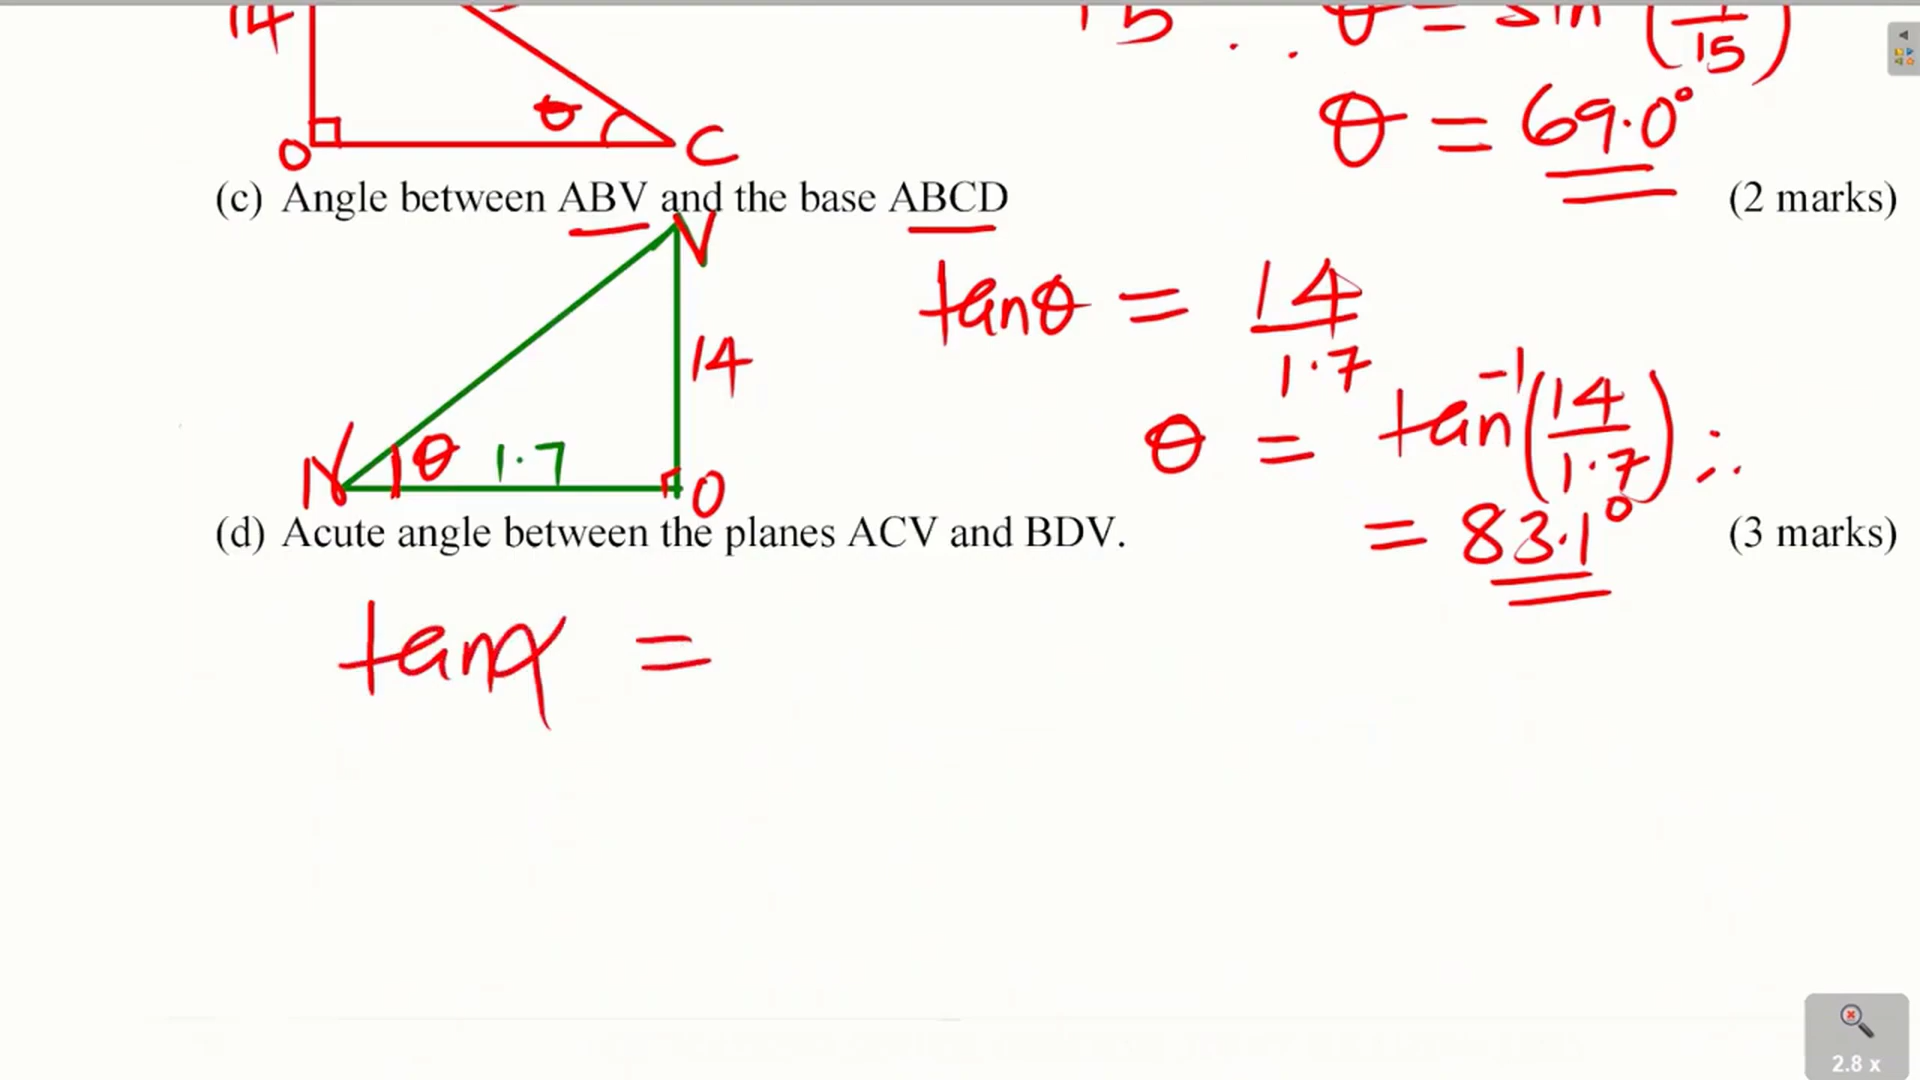 14
15 ∴ θ = sin⁻ (14/15)
θ
O C
θ = 69.0°
(c) Angle between ABV and the base ABCD (2 marks)
V
tanθ = 14/1.7
14
θ = tan⁻¹(14/1.7) ∴
N θ 1.7 O
= 83.1°
(d) Acute angle between the planes ACV and BDV. (3 marks)
tanα =
2.8 x